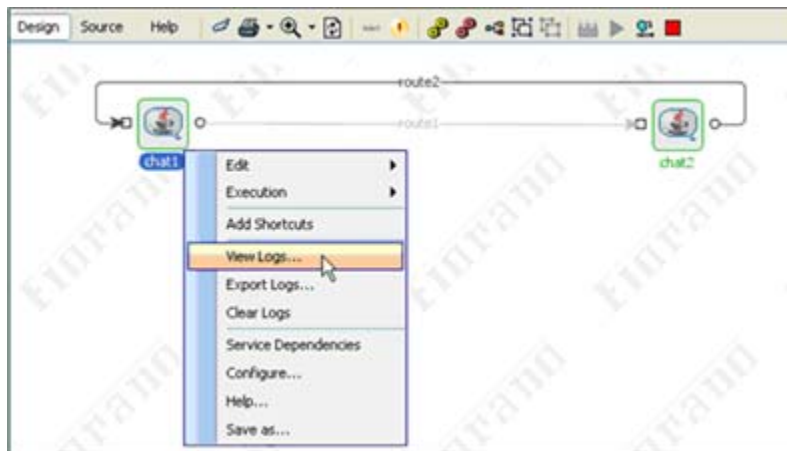 Design Source Help
route2
route1
chat1
chat2
Edit
Execution
Add Shortcuts
View Logs...
Export Logs...
Clear Logs
Service Dependencies
Configure...
Help...
Save as...